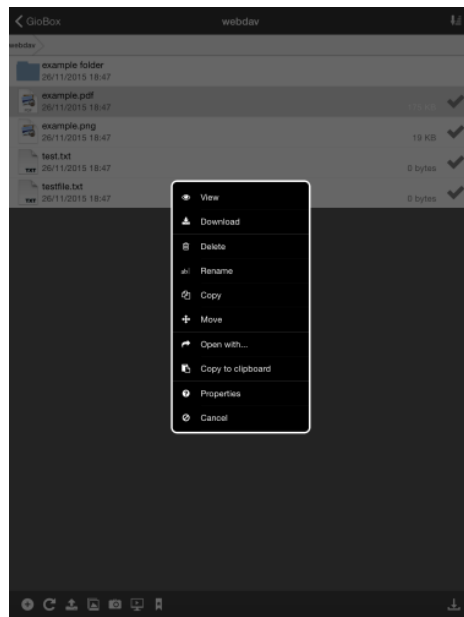 GioBox
webdav
webdav
example folder
26/11/2015 18:47
example.pdf
26/11/2015 18:47
example.png
26/11/2015 18:47
19 KB
test.txt
TXT
26/11/2015 18:47
0 bytes
testfile.txt
TXT
26/11/2015 18:47
0 bytes
View
Download
Delete
Rename
Copy
Move
Open with...
Copy to clipboard
Properties
Cancel